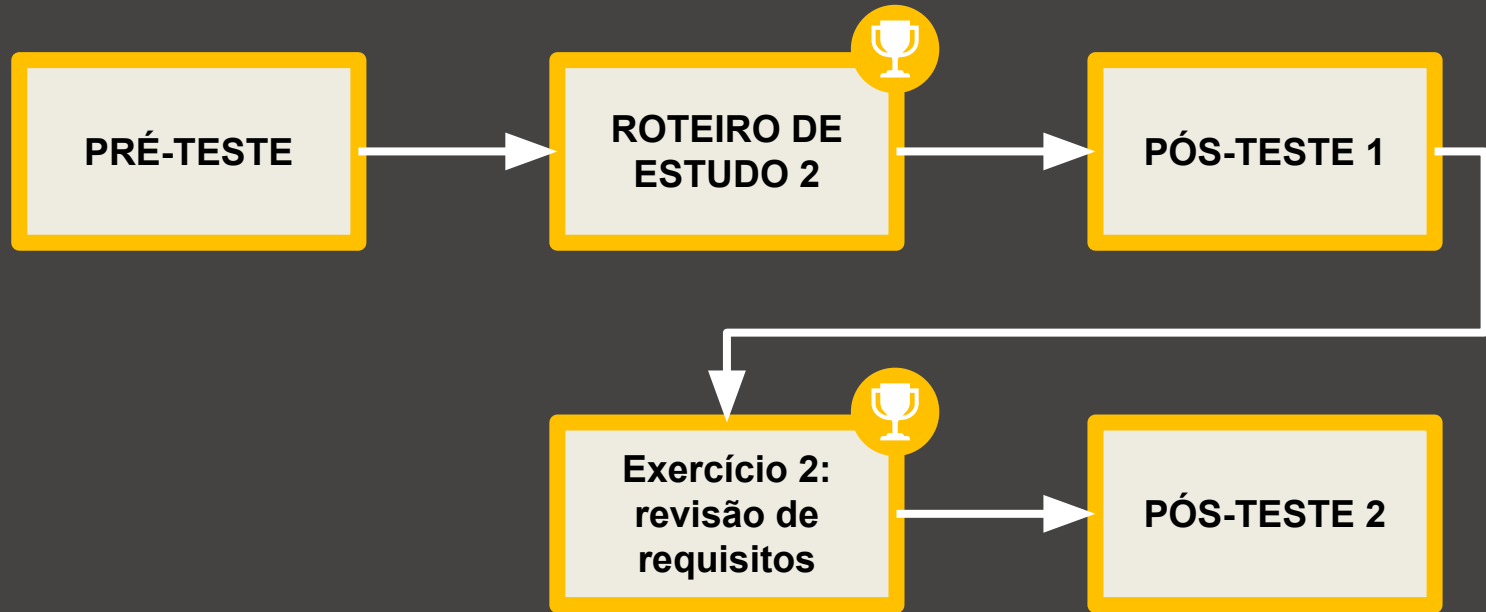 PRÉ-TESTE
ROTEIRO DE
ESTUDO 2
PÓS-TESTE 1
Exercício 2:
revisão de
requisitos
PÓS-TESTE 2